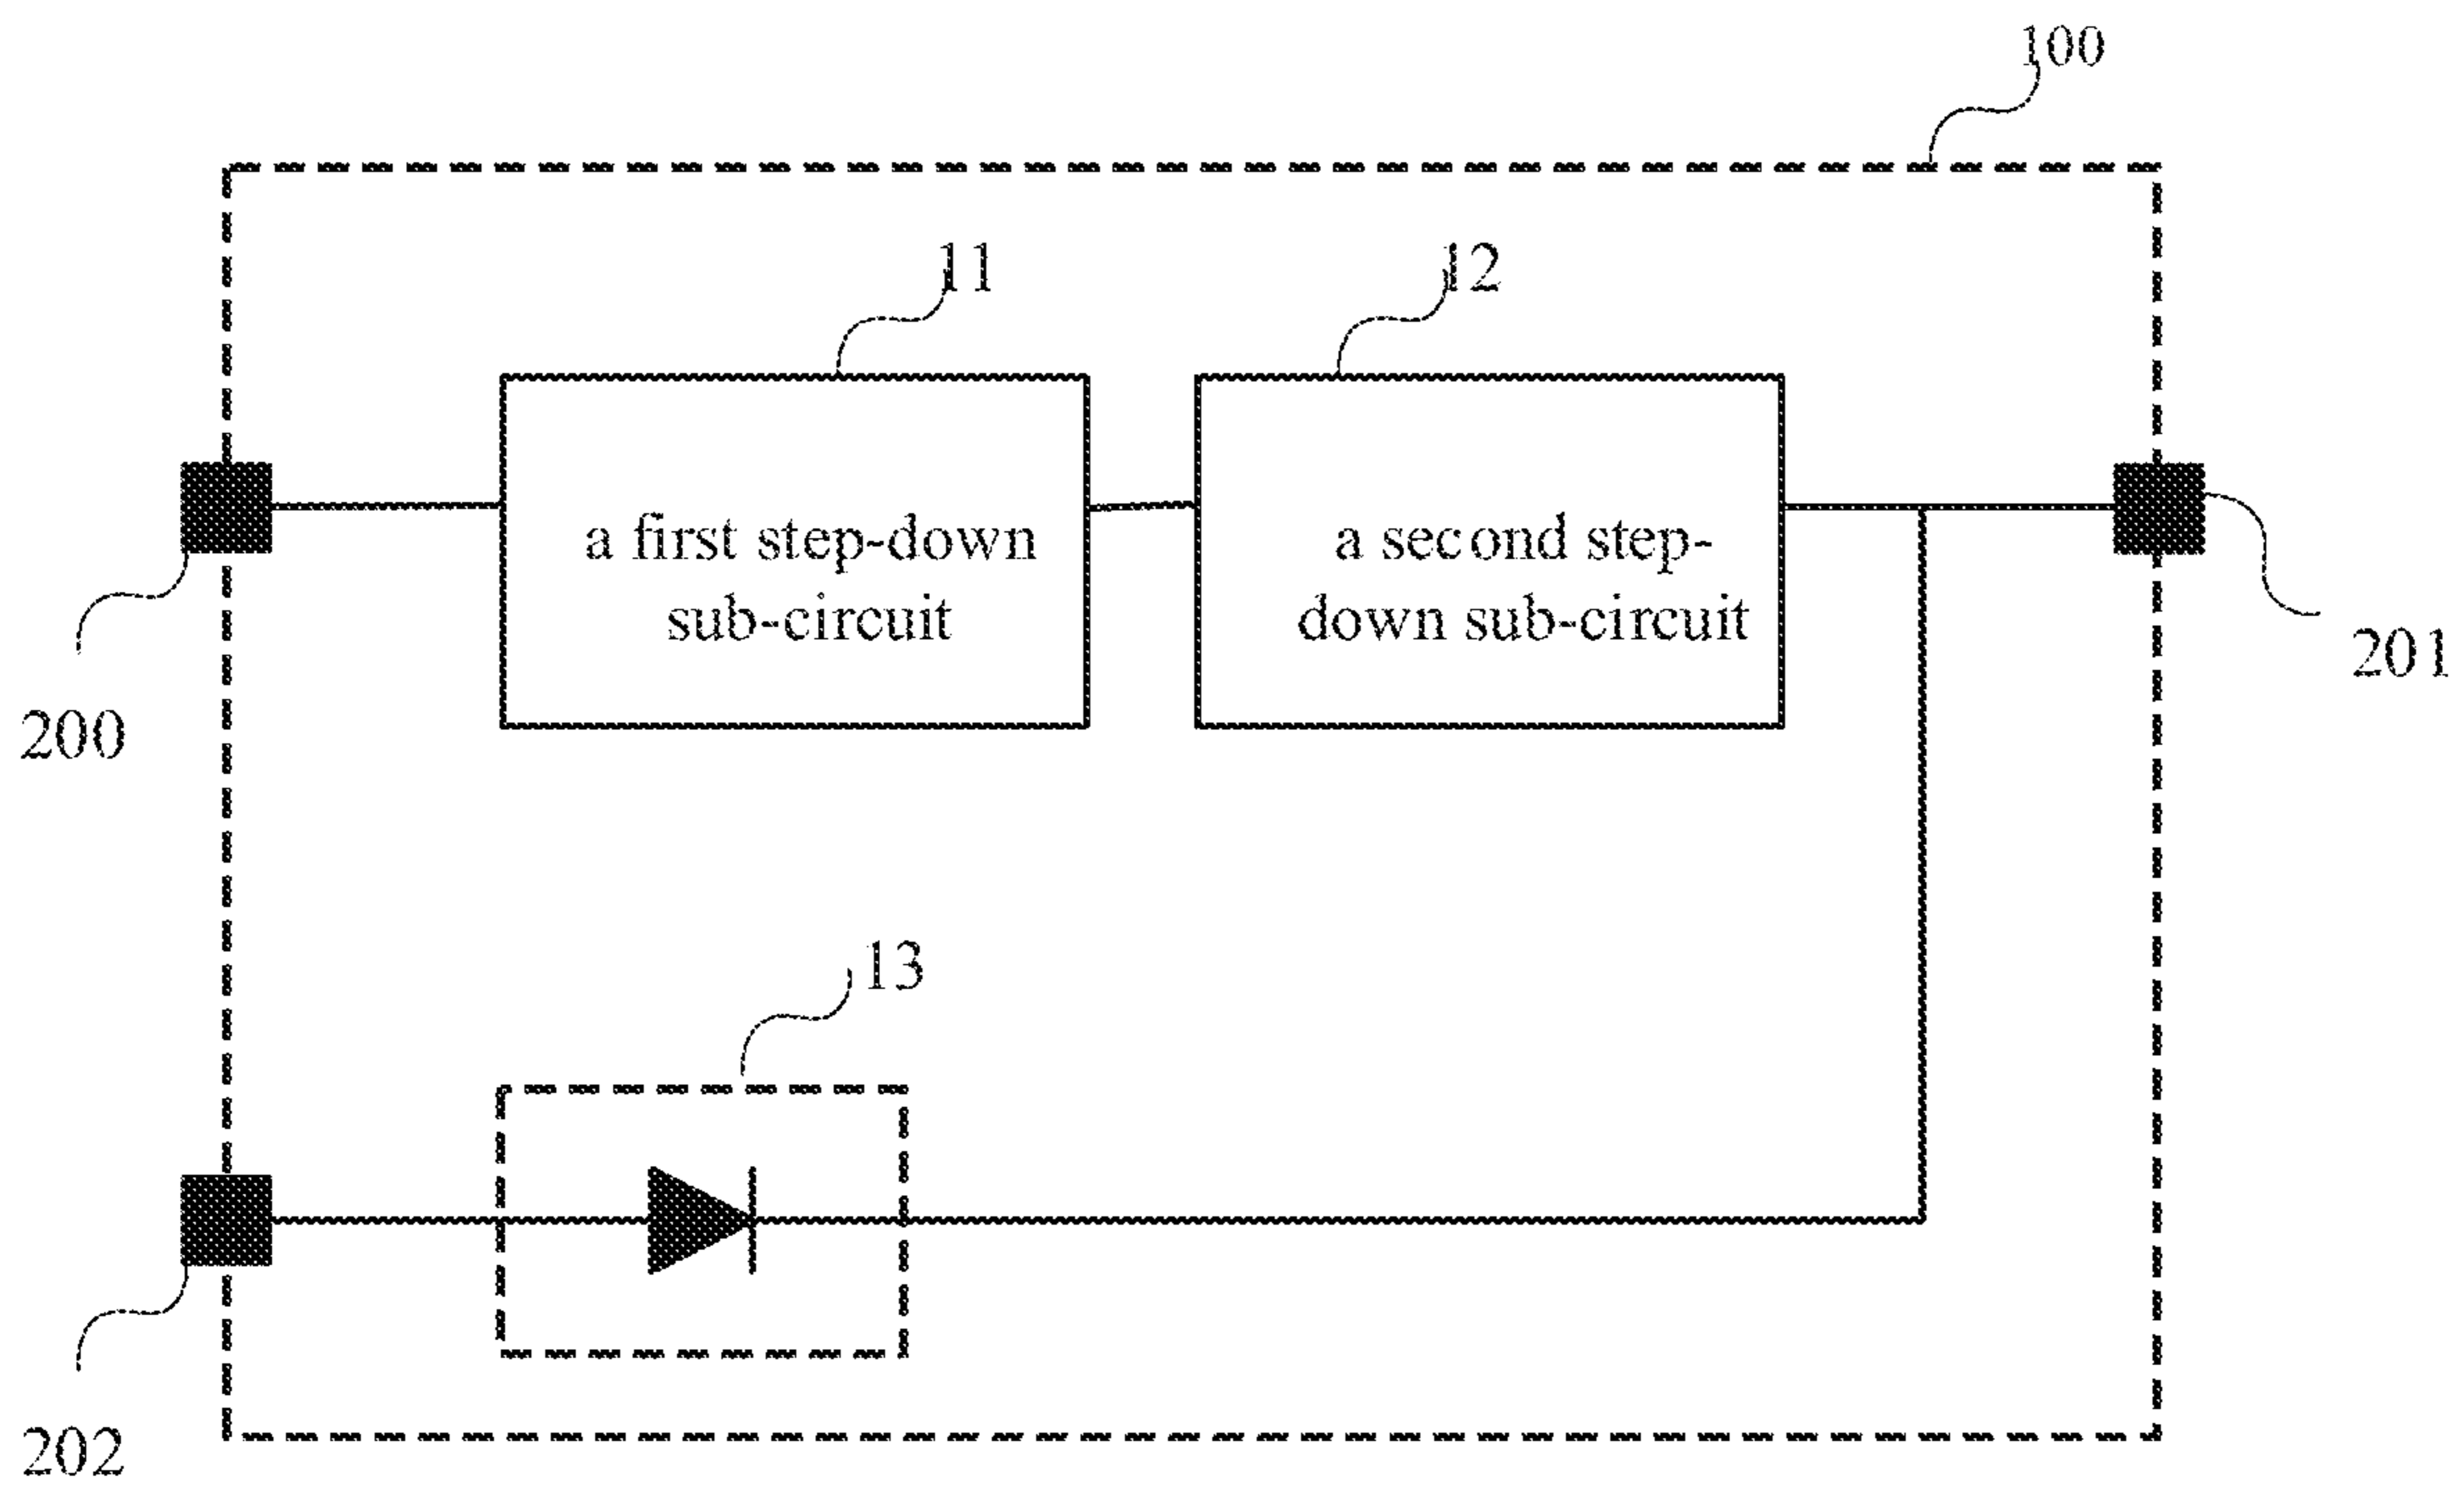 100
11
12
a first step-down
sub-circuit
a second step-
down sub-circuit
201
200
13
202